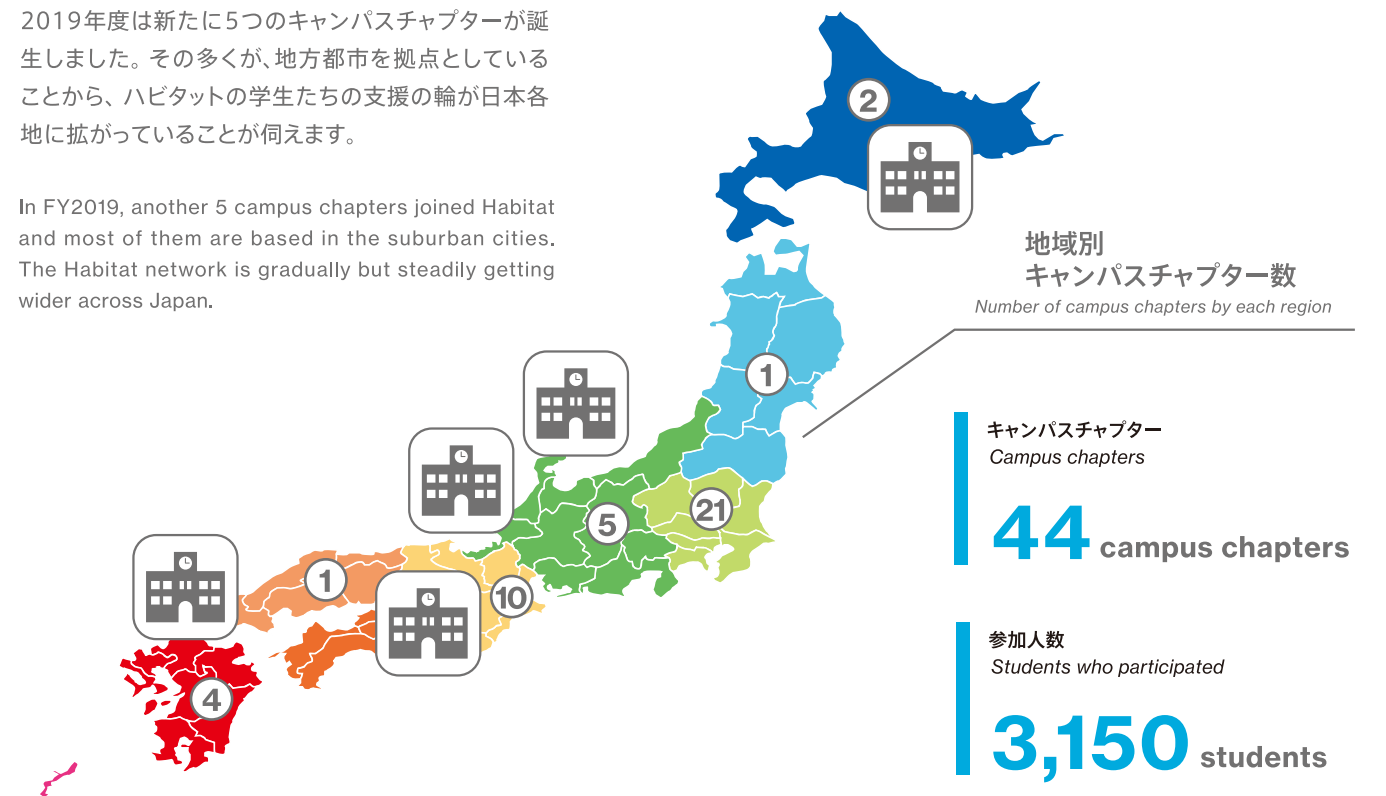 2019年度は新たに5つのキャンパスチャプターが誕
生しました。その多くが、地方都市を拠点としている
ことから、ハビタットの学生たちの支援の輪が日本各
地に拡がっていることが伺えます。
In FY2019, another 5 campus chapters joined Habitat
and most of them are based in the suburban cities.
The Habitat network is gradually but steadily getting
wider across Japan.
2
地域別
キャンパスチャプター数
Number of campus chapters by each region
1
21
5
10
1
4
キャンパスチャプター
Campus chapters
44 campus chapters
参加人数
Students who participated
3,150 students